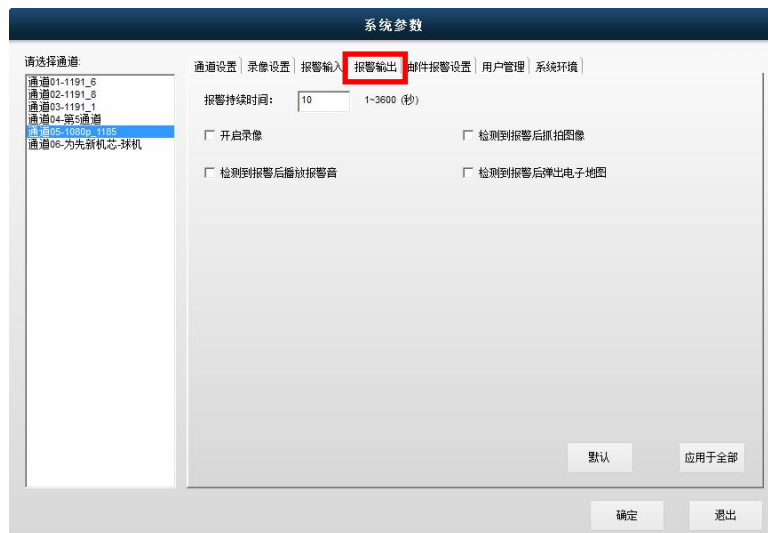 系统参数
请选择通道:
通道01-1191_6
通道02-1191_8
通道03-1191_1
通道04-第5通道
通道05-1080p_1185
通道06-为先新机芯-球机
通道设置 录像设置 报警输入 报警输出 邮件报警设置 用户管理 系统环境
报警持续时间: 10 1~3600 (秒)
开启录像 检测到报警后抓拍图像
检测到报警后播放报警音 检测到报警后弹出电子地图
默认 应用于全部
确定 退出